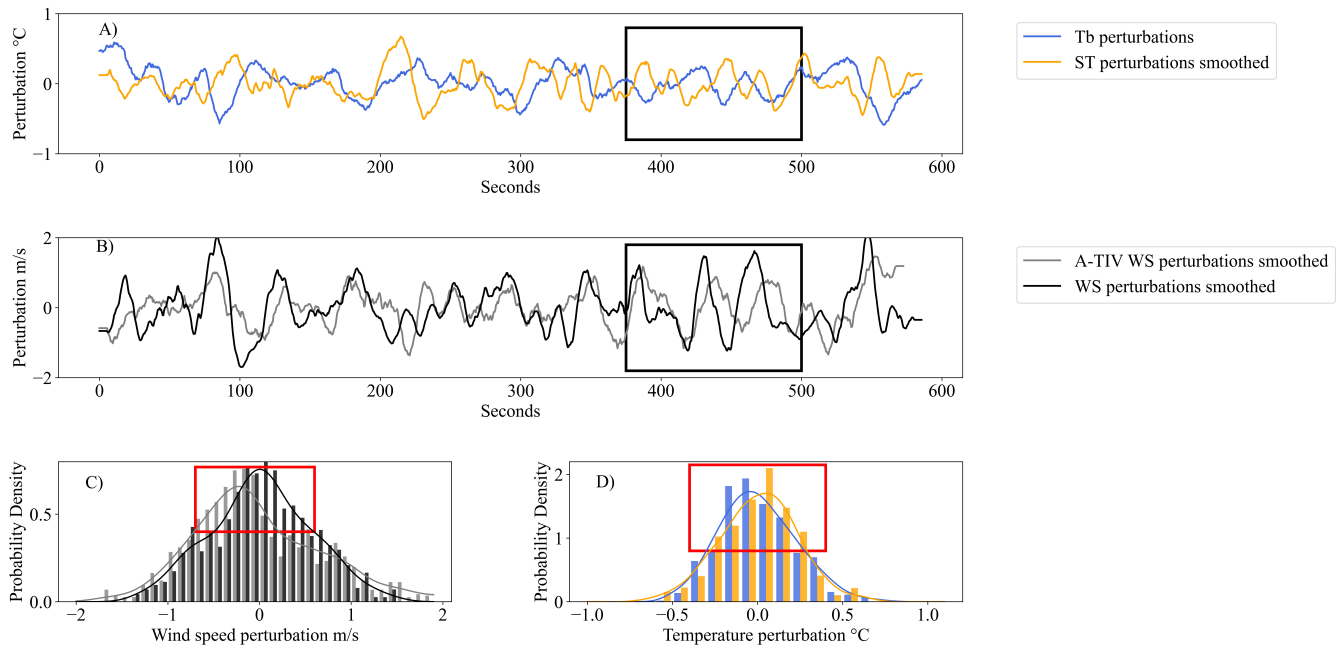 A)
1
0
−1
Perturbation °C
0
100
200
300
400
500
600
Seconds
Tb perturbations
ST perturbations smoothed
B)
2
0
−2
Perturbation m/s
0
100
200
300
400
500
600
Seconds
A-TIV WS perturbations smoothed
WS perturbations smoothed
C)
0.5
0.0
Probability Density
−2
−1
0
1
2
Wind speed perturbation m/s
D)
2
1
0
Probability Density
−1.0
−0.5
0.0
0.5
1.0
Temperature perturbation °C